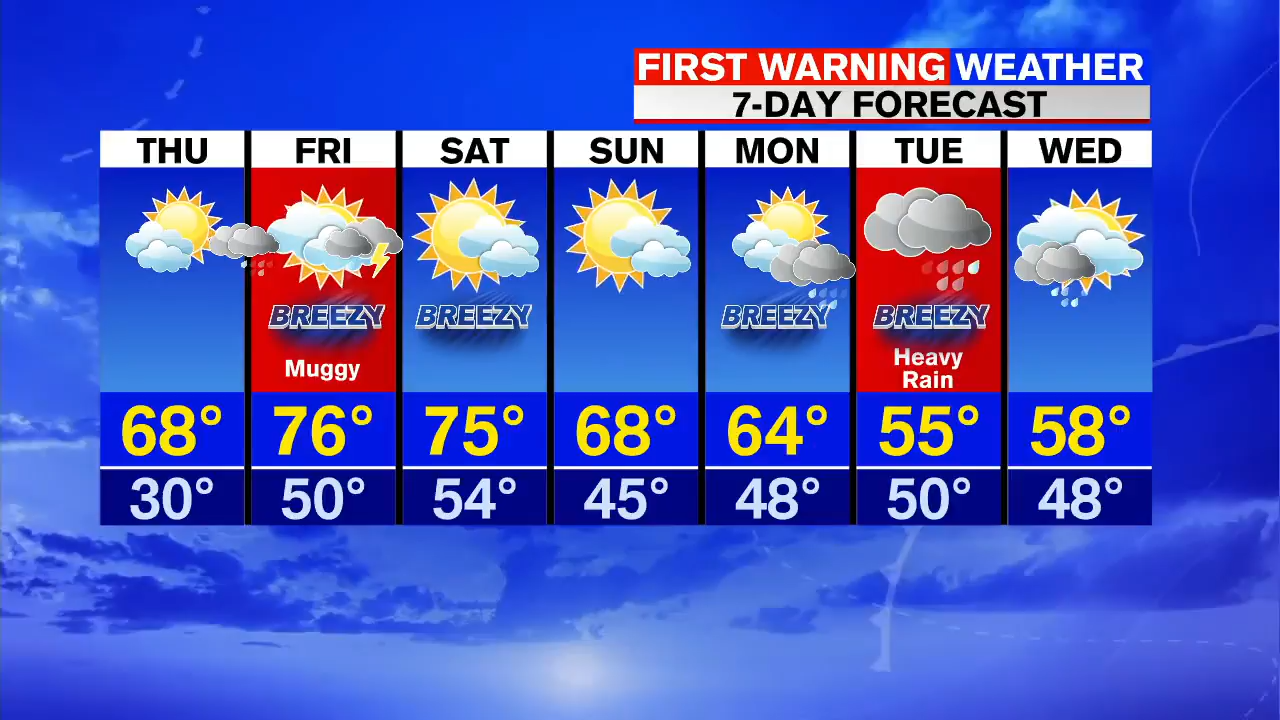 FIRST WARNING WEATHER
7-DAY FORECAST
THU FRI SAT SUN MON TUE WED
BREEZY BREEZY BREEZY BREEZY
Muggy Heavy
Rain
68° 76° 75° 68° 64° 55° 58°
30° 50° 54° 45° 48° 50° 48°